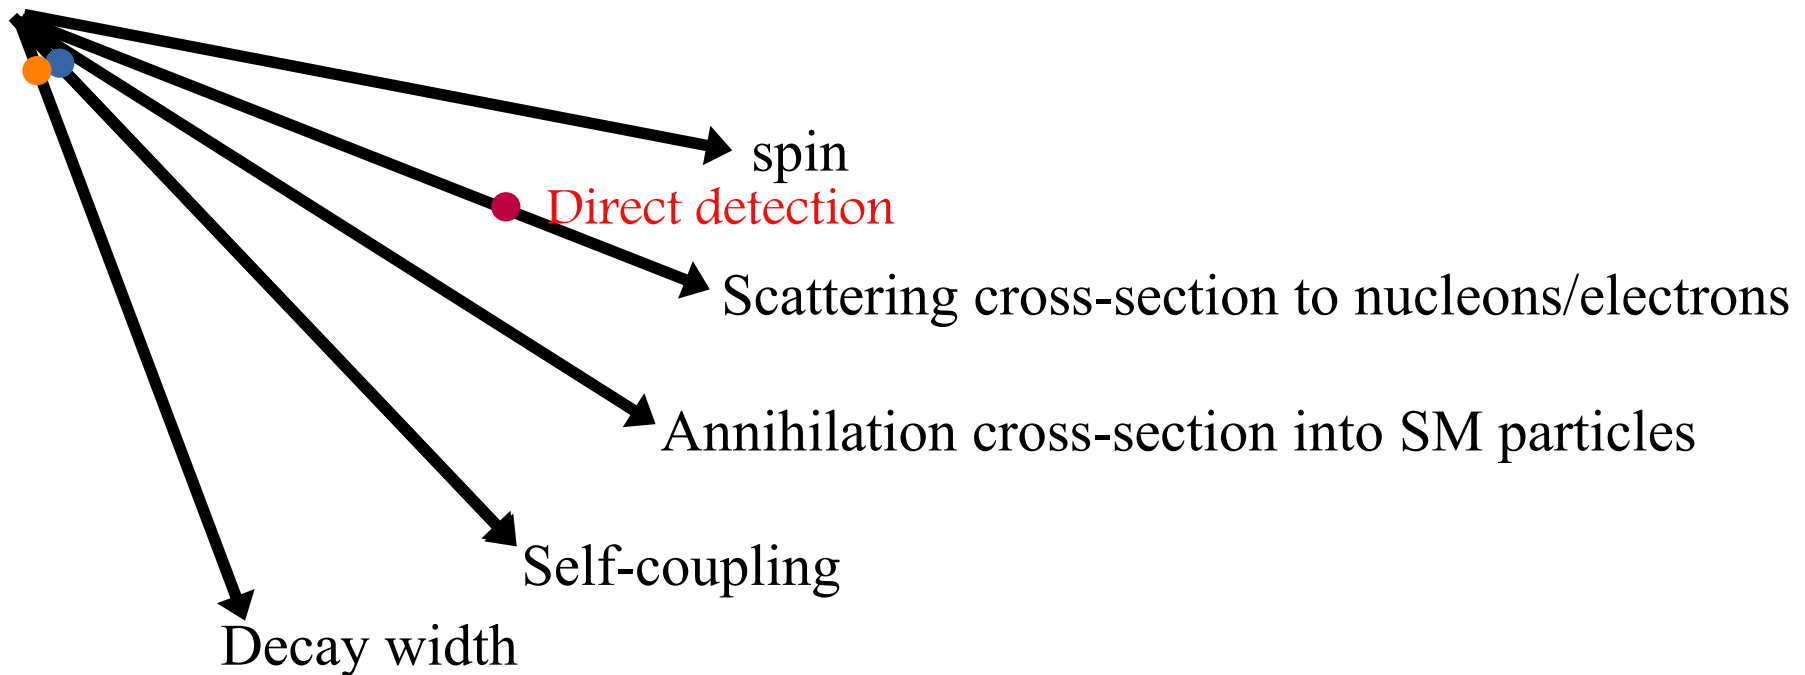 spin
Direct detection
Scattering cross-section to nucleons/electrons
Annihilation cross-section into SM particles
Self-coupling
Decay width